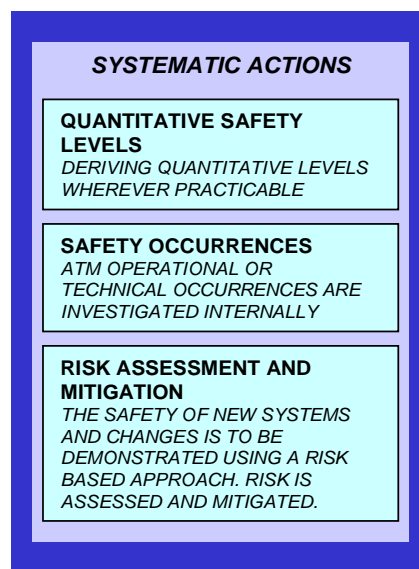 SYSTEMATIC ACTIONS
QUANTITATIVE SAFETY
LEVELS
DERIVING QUANTITATIVE LEVELS
WHEREVER PRACTICABLE
SAFETY OCCURRENCES
ATM OPERATIONAL OR
TECHNICAL OCCURRENCES ARE
INVESTIGATED INTERNALLY
RISK ASSESSMENT AND
MITIGATION
THE SAFETY OF NEW SYSTEMS
AND CHANGES IS TO BE
DEMONSTRATED USING A RISK
BASED APPROACH. RISK IS
ASSESSED AND MITIGATED.